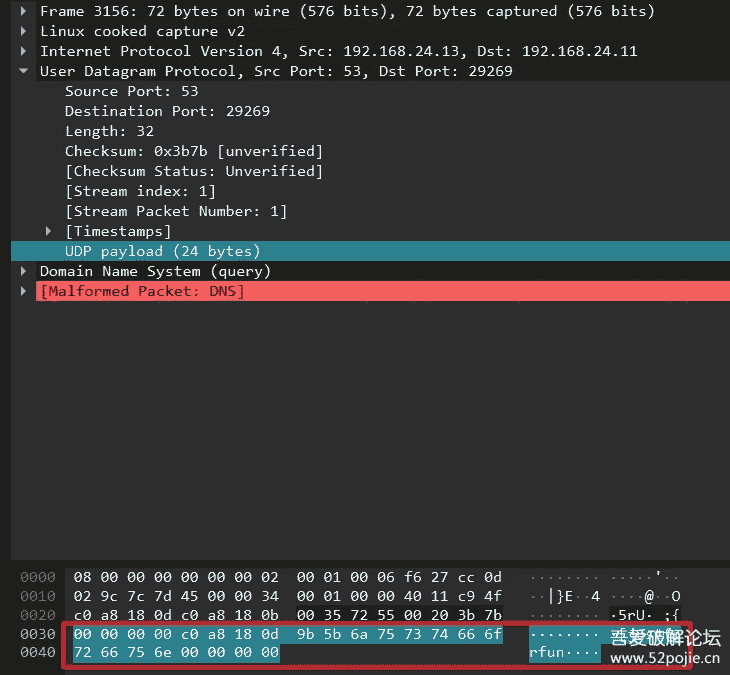 Frame 3156: 72 bytes on wire (576 bits), 72 bytes captured (576 bits)
Linux cooked capture v2
Internet Protocol Version 4, Src: 192.168.24.13, Dst: 192.168.24.11
User Datagram Protocol, Src Port: 53, Dst Port: 29269
Source Port: 53
Destination Port: 29269
Length: 32
Checksum: 0x3b7b [unverified]
[Checksum Status: Unverified]
[Stream index: 1]
[Stream Packet Number: 1]
[Timestamps]
UDP payload (24 bytes)
Domain Name System (query)
[Malformed Packet: DNS]
0000 08 00 00 00 00 00 00 02 00 01 00 06 f6 27 cc 0d ········ ·····'··
0010 02 9c 7c 7d 45 00 00 34 00 01 00 00 40 11 c9 4f ··|}E··4 ····@··O
0020 c0 a8 18 0d c0 a8 18 0b 00 35 72 55 00 20 3b 7b ········ ·5rU· ;{
0030 00 00 00 00 c0 a8 18 0d 9b 5b 6a 75 73 74 66 6f ········
0040 72 66 75 6e 00 00 00 00 rfun····
吾爱破解论坛
www.52pojie.cn